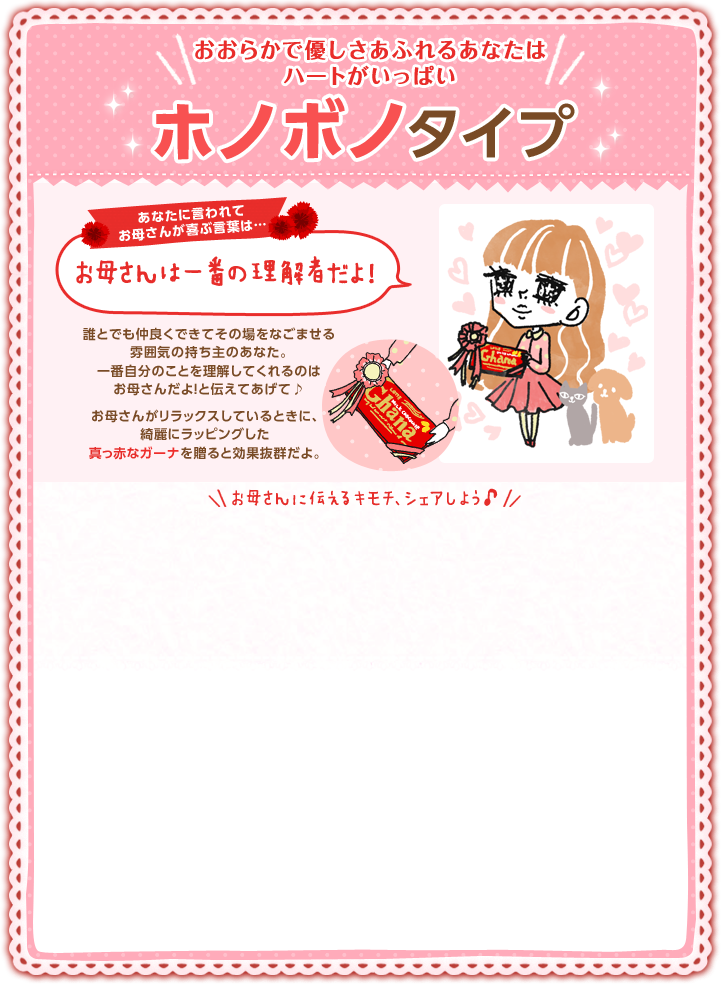 おおらかで優しさあふれるあなたは
ハートがいっぱい
ホノボノタイプ
あなたに言われて
お母さんが喜ぶ言葉は…
お母さんは一番の理解者だよ!
誰とでも仲良くできてその場をなごませる
雰囲気の持ち主のあなた。
一番自分のことを理解してくれるのは
お母さんだよ!と伝えてあげて♪
お母さんがリラックスしているときに、
綺麗にラッピングした
真っ赤なガーナを贈ると効果抜群だよ。
Ghana
Ghana
お母さんに伝えるキモチ、シェアしよう♪